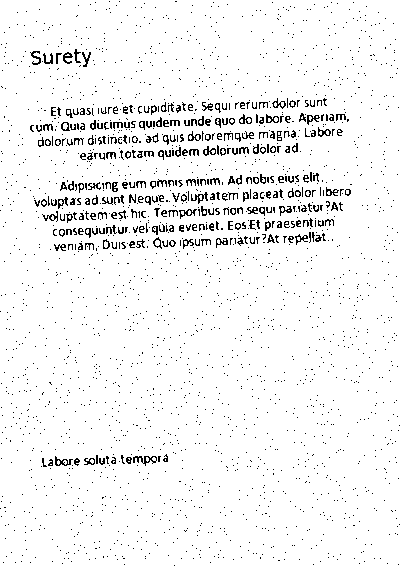 Surety
Et quasi iure et cupiditate. Sequi rerum dolor sunt
cum. Quia ducimus quidem unde quo do labore. Aperiam,
dolorum distinctio. ad quis doloremque magna. Labore
earum totam quidem dolorum dolor ad.
Adipisicing eum omnis minim. Ad nobis eius elit,
voluptas ad sunt Neque. Voluptatem placeat dolor libero
voluptatem est hic. Temporibus non sequi pariatur?At
consequuntur vel quia eveniet. Eos Et praesentium
veniam, Duis est. Quo ipsum pariatur?At repellat.
Labore soluta tempora